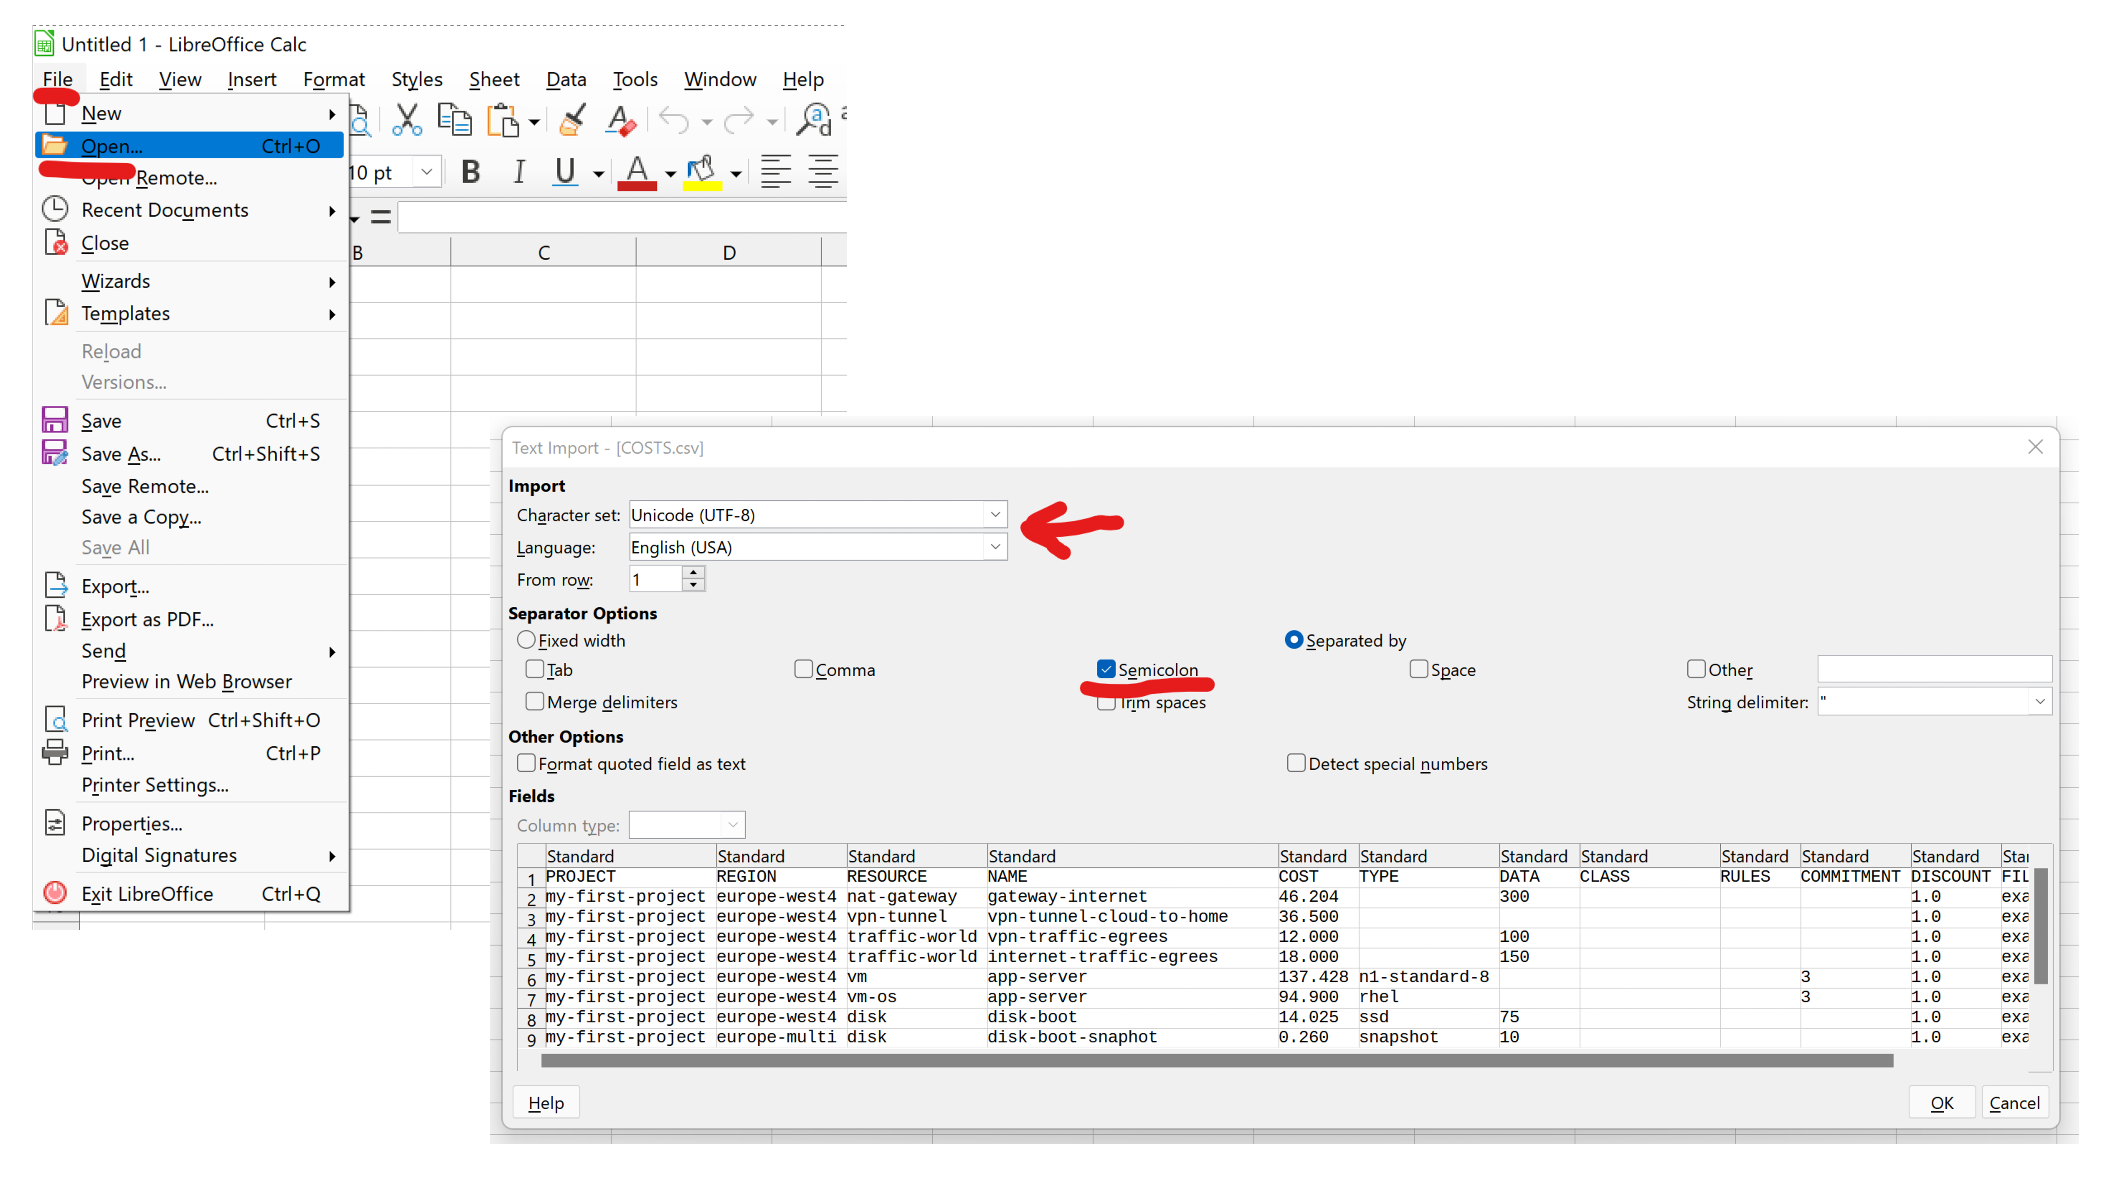 Untitled 1 - LibreOffice Calc
File Edit View Insert Format Styles Sheet Data Tools Window Help
New
Open... Ctrl+O
Open Remote...
Recent Documents
Close
Wizards
Templates
Reload
Versions...
Save Ctrl+S
Save As... Ctrl+Shift+S
Save Remote...
Save a Copy...
Save All
Export...
Export as PDF...
Send
Preview in Web Browser
Print Preview Ctrl+Shift+O
Print... Ctrl+P
Printer Settings...
Properties...
Digital Signatures
Exit LibreOffice Ctrl+Q
10 pt B I U A
=
B C D
Text Import - [COSTS.csv]
Import
Character set: Unicode (UTF-8)
Language: English (USA)
From row: 1
Separator Options
Fixed width Separated by
Tab Comma Semicolon Space Other
Merge delimiters Trim spaces String delimiter: "
Other Options
Format quoted field as text Detect special numbers
Fields
Column type:
Standard Standard Standard Standard Standard Standard Standard Standard Standard Standard Standard Star
1 PROJECT REGION RESOURCE NAME COST TYPE DATA CLASS RULES COMMITMENT DISCOUNT FIL
2 my-first-project europe-west4 nat-gateway gateway-internet 46.204 300 1.0 exa
3 my-first-project europe-west4 vpn-tunnel vpn-tunnel-cloud-to-home 36.500 1.0 exa
4 my-first-project europe-west4 traffic-world vpn-traffic-egrees 12.000 100 1.0 exa
5 my-first-project europe-west4 traffic-world internet-traffic-egrees 18.000 150 1.0 exa
6 my-first-project europe-west4 vm app-server 137.428 n1-standard-8 3 1.0 exa
7 my-first-project europe-west4 vm-os app-server 94.900 rhel 3 1.0 exa
8 my-first-project europe-west4 disk disk-boot 14.025 ssd 75 1.0 exa
9 my-first-project europe-multi disk disk-boot-snaphot 0.260 snapshot 10 1.0 exa
Help OK Cancel